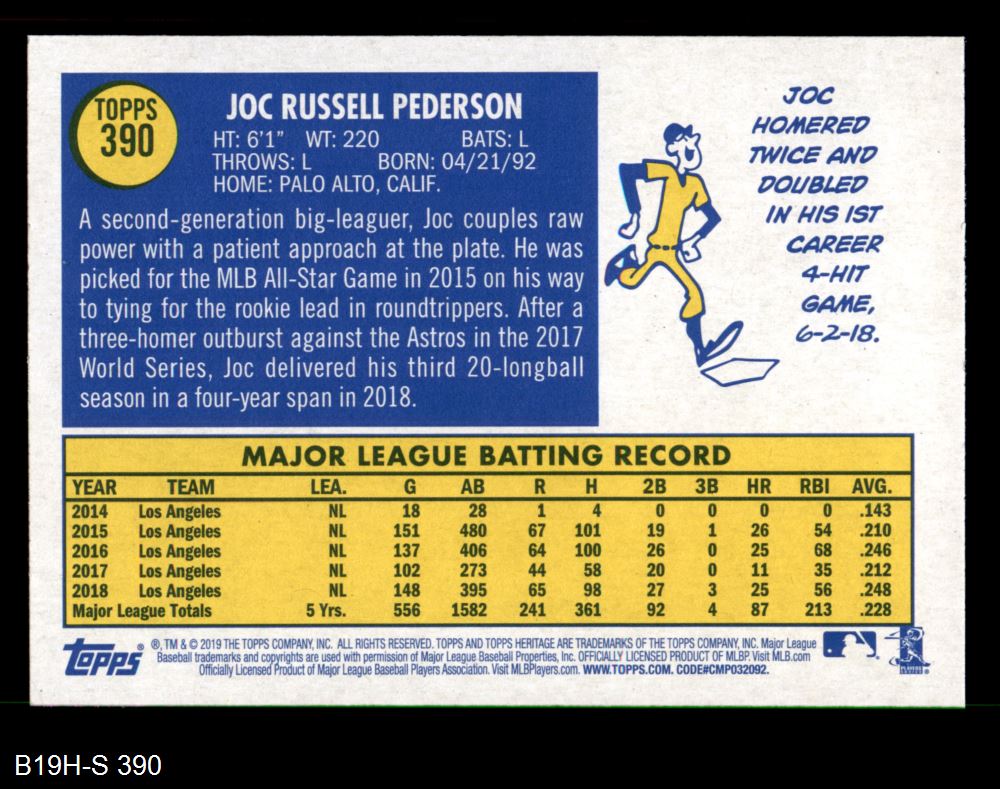 TOPPS
390
JOC RUSSELL PEDERSON
HT: 6'1" WT: 220 BATS: L
THROWS: L BORN: 04/21/92
HOME: PALO ALTO, CALIF.
A second-generation big-leaguer, Joc couples raw
power with a patient approach at the plate. He was
picked for the MLB All-Star Game in 2015 on his way
to tying for the rookie lead in roundtrippers. After a
three-homer outburst against the Astros in the 2017
World Series, Joc delivered his third 20-longball
season in a four-year span in 2018.
JOC
HOMERED
TWICE AND
DOUBLED
IN HIS 1ST
CAREER
4-HIT
GAME,
6-2-18.
MAJOR LEAGUE BATTING RECORD
YEAR TEAM LEA. G AB R H 2B 3B HR RBI AVG.
2014 Los Angeles NL 18 28 1 4 0 0 0 0 .143
2015 Los Angeles NL 151 480 67 101 19 1 26 54 .210
2016 Los Angeles NL 137 406 64 100 26 0 25 68 .246
2017 Los Angeles NL 102 273 44 58 20 0 11 35 .212
2018 Los Angeles NL 148 395 65 98 27 3 25 56 .248
Major League Totals 5 Yrs. 556 1582 241 361 92 4 87 213 .228
topps ®
®, TM & © 2019 THE TOPPS COMPANY, INC. ALL RIGHTS RESERVED. TOPPS AND TOPPS HERITAGE ARE TRADEMARKS OF THE TOPPS COMPANY, INC. Major League
Baseball trademarks and copyrights are used with permission of Major League Baseball Properties, Inc. OFFICIALLY LICENSED PRODUCT OF MLBP. Visit MLB.com
Officially Licensed Product of Major League Baseball Players Association. Visit MLBPlayers.com. WWW.TOPPS.COM. CODE#CMP032092.
B19H-S 390